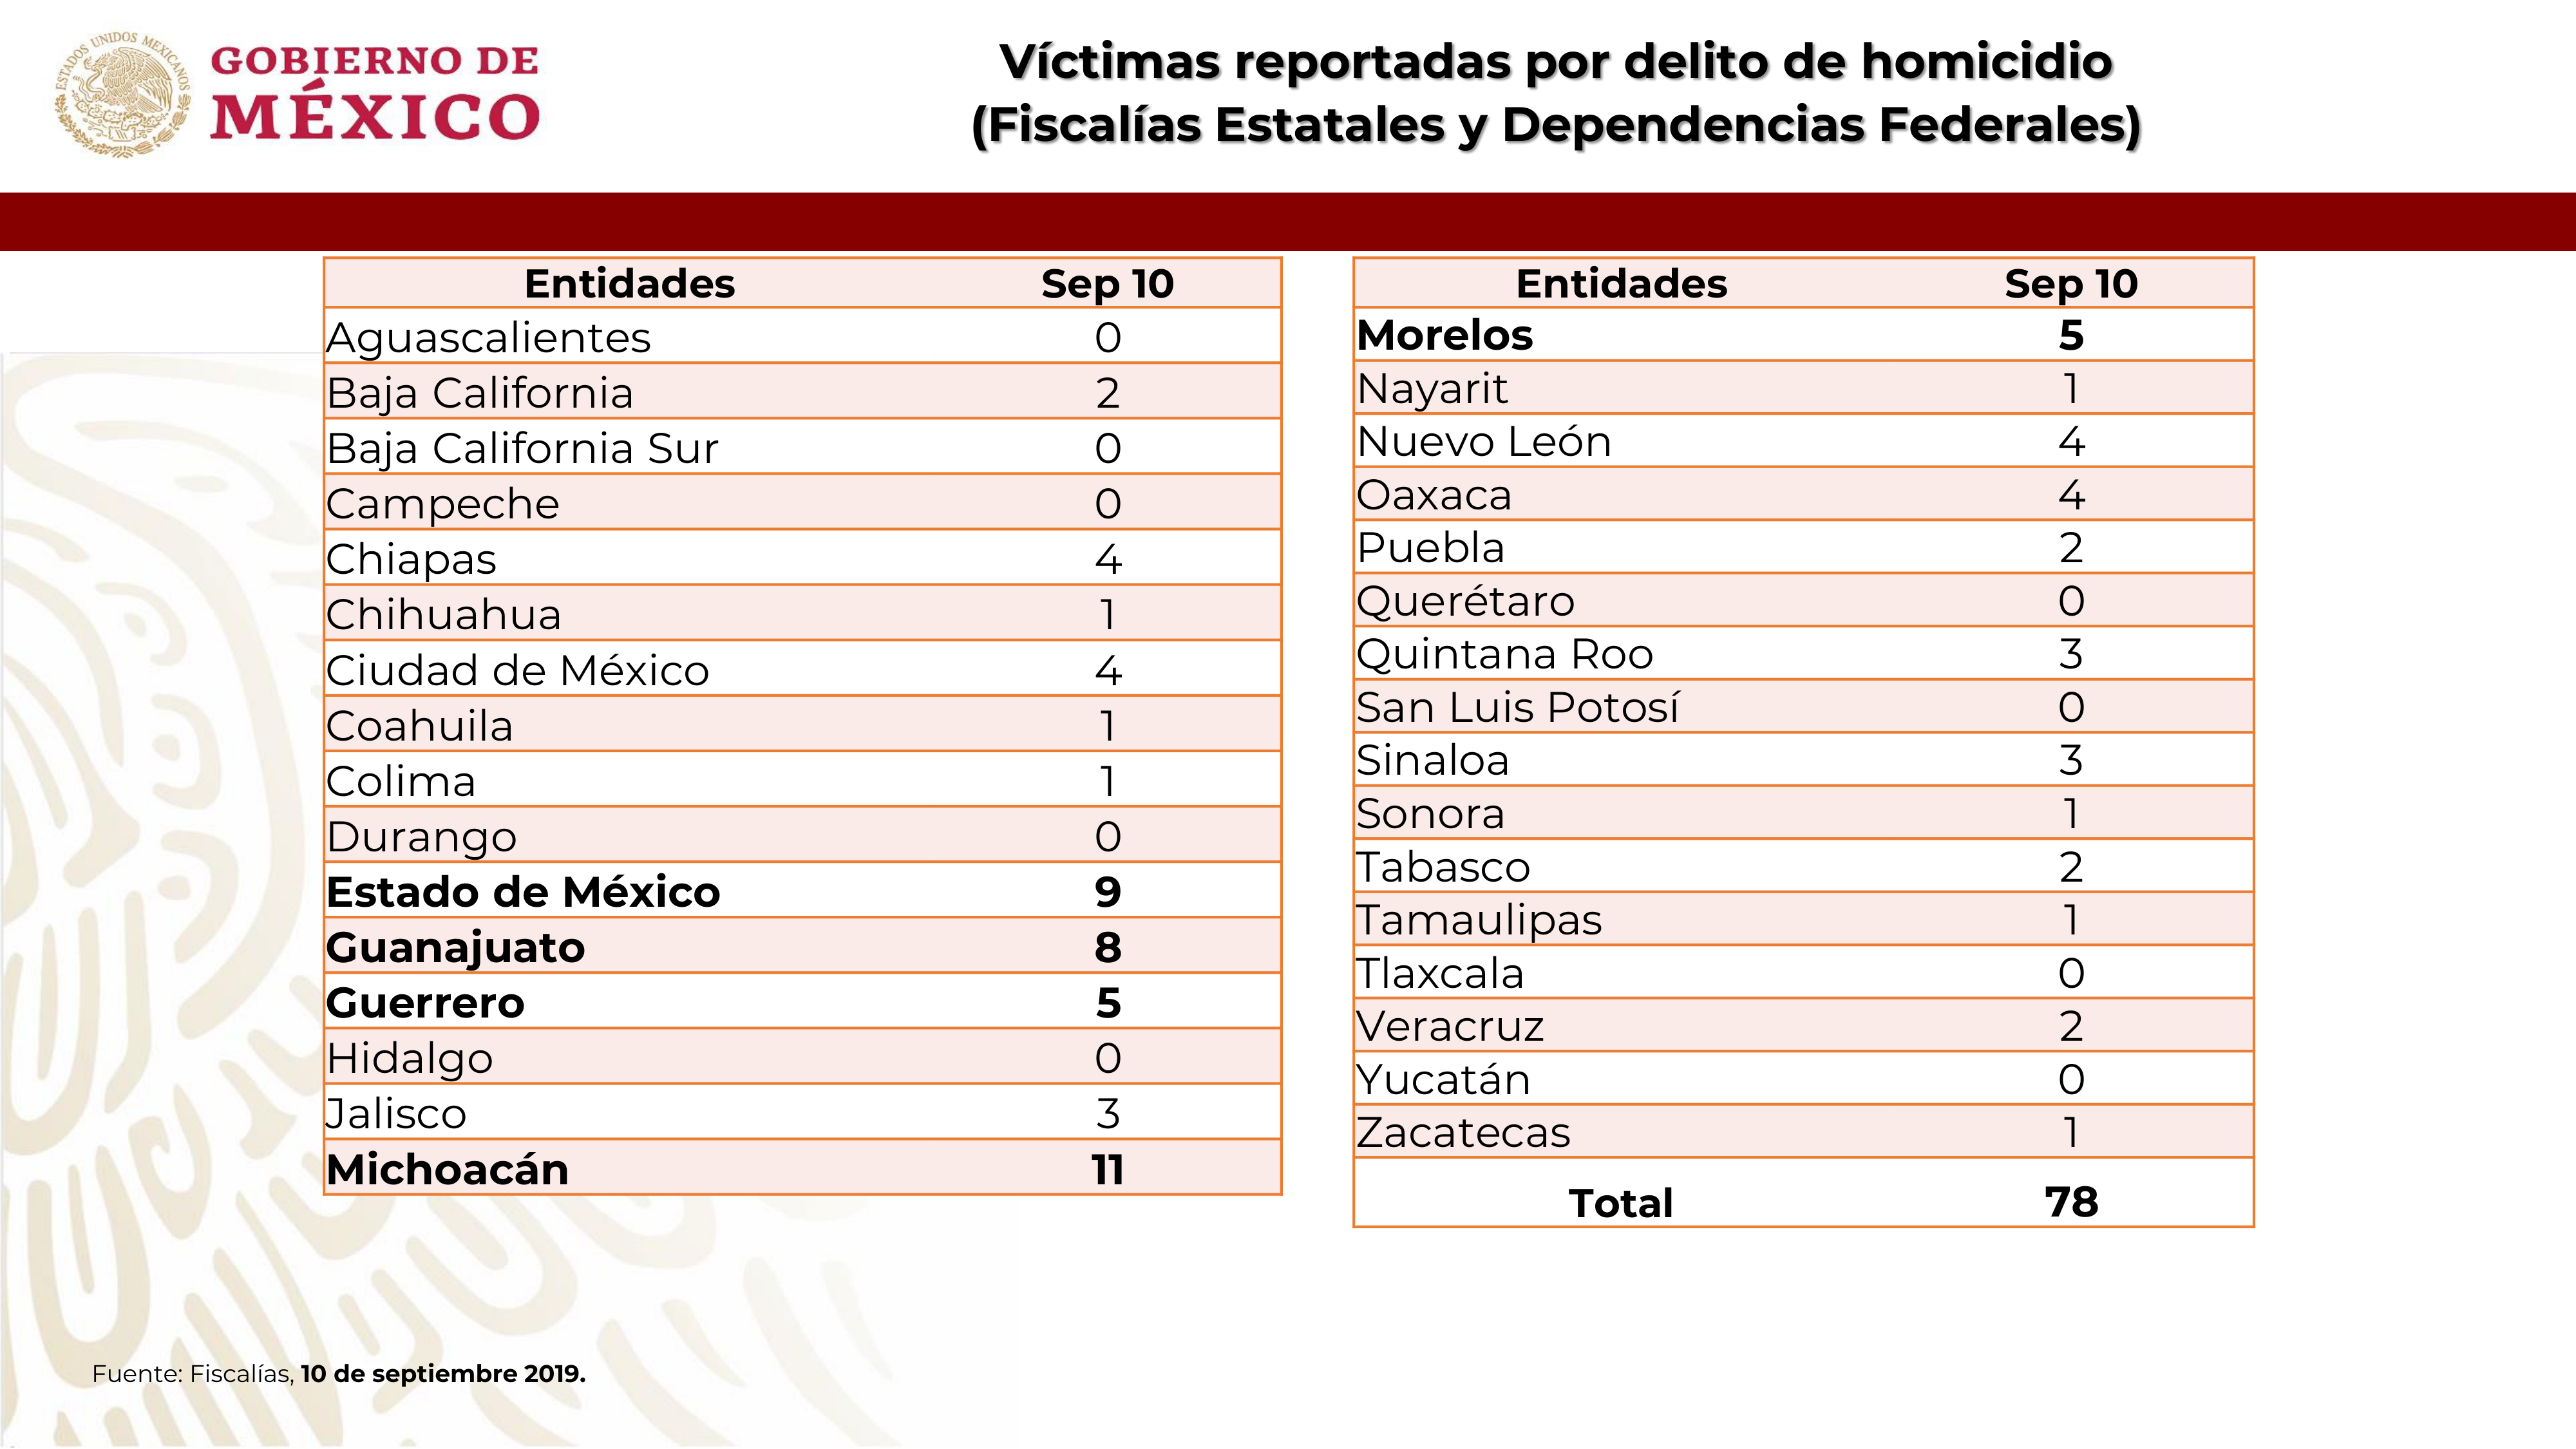 ESTADOS UNIDOS MEXICANOS
GOBIERNO DE
MÉXICO
Víctimas reportadas por delito de homicidio
(Fiscalías Estatales y Dependencias Federales)
Entidades Sep 10
Aguascalientes 0
Baja California 2
Baja California Sur 0
Campeche 0
Chiapas 4
Chihuahua 1
Ciudad de México 4
Coahuila 1
Colima 1
Durango 0
Estado de México 9
Guanajuato 8
Guerrero 5
Hidalgo 0
Jalisco 3
Michoacán 11
Entidades Sep 10
Morelos 5
Nayarit 1
Nuevo León 4
Oaxaca 4
Puebla 2
Querétaro 0
Quintana Roo 3
San Luis Potosí 0
Sinaloa 3
Sonora 1
Tabasco 2
Tamaulipas 1
Tlaxcala 0
Veracruz 2
Yucatán 0
Zacatecas 1
Total 78
Fuente: Fiscalías, 10 de septiembre 2019.